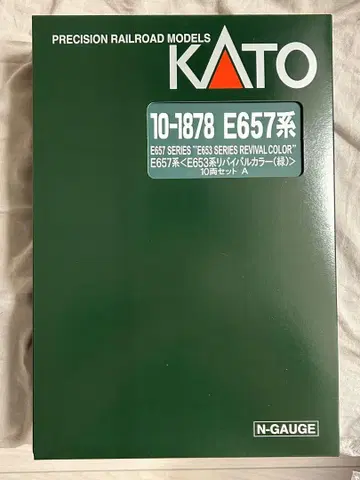 PRECISION RAILROAD MODELS
KATO
10-1878 E657系
E657 SERIES "E653 SERIES REVIVAL COLOR"
E657系<E653系リバイバルカラー(緑)>
10両セット A
N-GAUGE